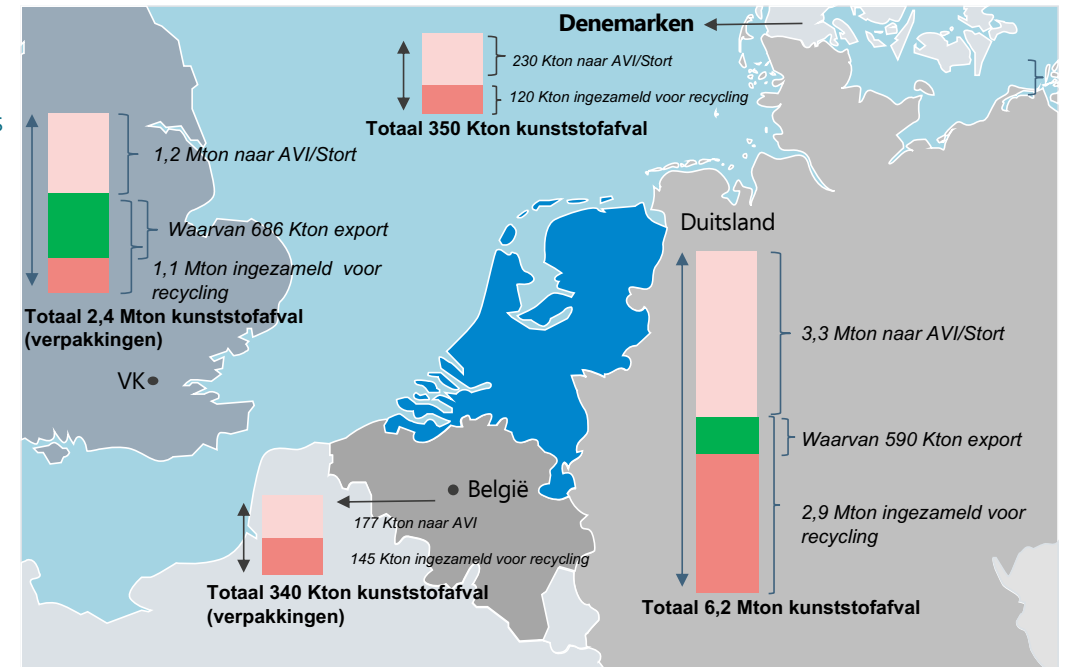 Denemarken
230 Kton naar AVI/Stort
120 Kton ingezameld voor recycling
Totaal 350 Kton kunststofafval
s
1,2 Mton naar AVI/Stort
Waarvan 686 Kton export
1,1 Mton ingezameld voor
recycling
Totaal 2,4 Mton kunststofafval
(verpakkingen)
VK
Duitsland
3,3 Mton naar AVI/Stort
Waarvan 590 Kton export
2,9 Mton ingezameld voor
recycling
Totaal 6,2 Mton kunststofafval
België
177 Kton naar AVI
145 Kton ingezameld voor recycling
Totaal 340 Kton kunststofafval
(verpakkingen)